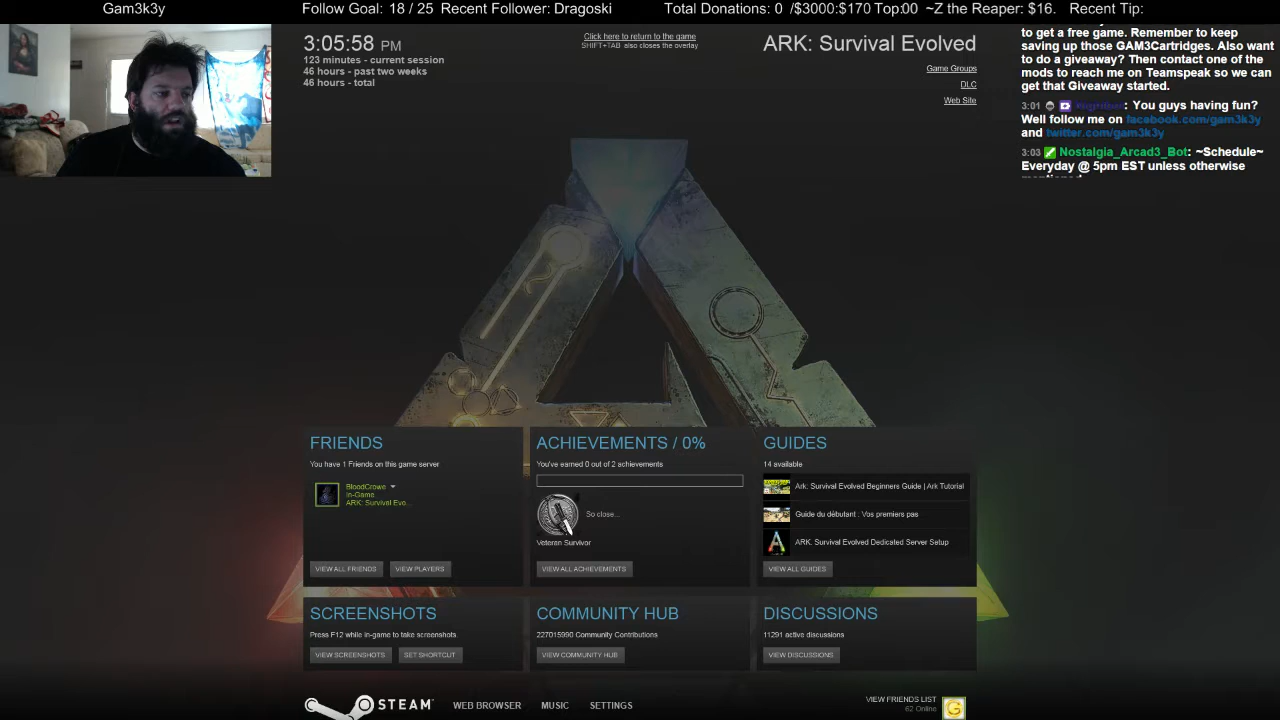 Gam3k3y
Follow Goal: 18 / 25 Recent Follower: Dragoski
Total Donations: 0 /$3000:$170 Top:00 ~Z the Reaper: $16. Recent Tip:
3:05:58 PM
123 minutes - current session
46 hours - past two weeks
46 hours - total
Click here to return to the game
SHIFT+TAB also closes the overlay
ARK: Survival Evolved
Game Groups
DLC
Web Site
to get a free game. Remember to keep
saving up those GAM3Cartridges. Also want
to do a giveaway? Then contact one of the
mods to reach me on Teamspeak so we can
get that Giveaway started.
3:01 : You guys having fun?
Well follow me on facebook.com/gam3k3y
and twitter.com/gam3k3y
3:03 Nostalgia_Arcad3_Bot: ~Schedule~
Everyday @ 5pm EST unless otherwise
FRIENDS
You have 1 Friends on this game server
BloodCrowe
In-Game
ARK: Survival Evo...
VIEW ALL FRIENDS
VIEW PLAYERS
ACHIEVEMENTS / 0%
You've earned 0 out of 2 achievements
So close...
Veteren Survivor
VIEW ALL ACHIEVEMENTS
GUIDES
14 available
Ark: Survival Evolved Beginners Guide | Ark Tutorial
Guide du débutant : Vos premiers pas
ARK: Survival Evolved Dedicated Server Setup
VIEW ALL GUIDES
SCREENSHOTS
Press F12 while in-game to take screenshots
VIEW SCREENSHOTS
SET SHORTCUT
COMMUNITY HUB
227015990 Community Contributions
VIEW COMMUNITY HUB
DISCUSSIONS
11291 active discussions
VIEW DISCUSSIONS
STEAM
WEB BROWSER
MUSIC
SETTINGS
VIEW FRIENDS LIST
62 Online
G